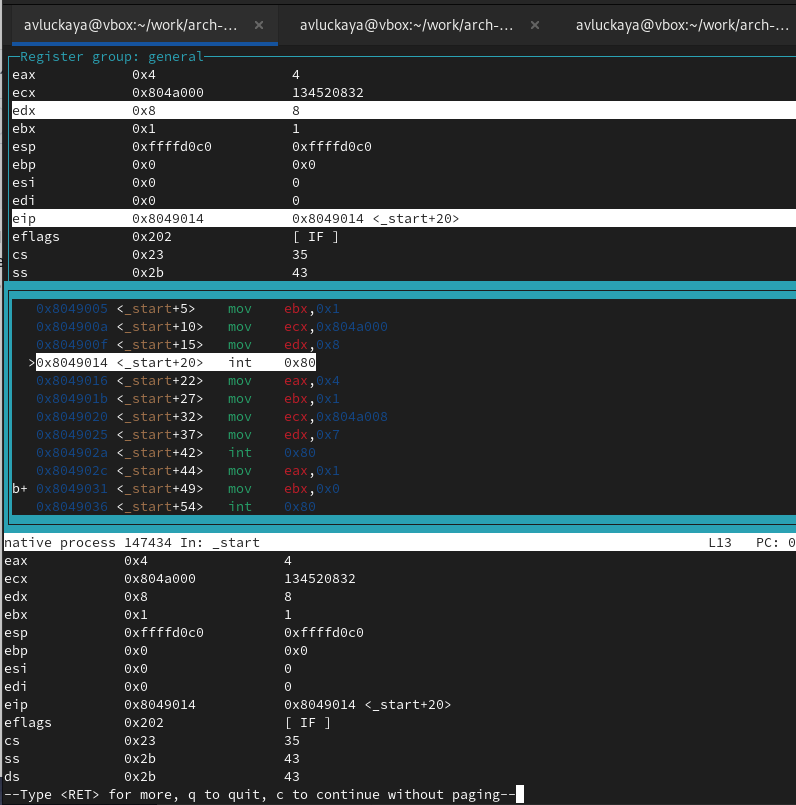 avluckaya@vbox:~/work/arch-... × avluckaya@vbox:~/work/arch-... × avluckaya@vbox:~/work/arch-...
Register group: general
eax 0x4 4
ecx 0x804a000 134520832
edx 0x8 8
ebx 0x1 1
esp 0xffffd0c0 0xffffd0c0
ebp 0x0 0x0
esi 0x0 0
edi 0x0 0
eip 0x8049014 0x8049014 <_start+20>
eflags 0x202 [ IF ]
cs 0x23 35
ss 0x2b 43
0x8049005 <_start+5> mov ebx,0x1
0x804900a <_start+10> mov ecx,0x804a000
0x804900f <_start+15> mov edx,0x8
>0x8049014 <_start+20> int 0x80
0x8049016 <_start+22> mov eax,0x4
0x804901b <_start+27> mov ebx,0x1
0x8049020 <_start+32> mov ecx,0x804a008
0x8049025 <_start+37> mov edx,0x7
0x804902a <_start+42> int 0x80
0x804902c <_start+44> mov eax,0x1
b+ 0x8049031 <_start+49> mov ebx,0x0
0x8049036 <_start+54> int 0x80
native process 147434 In: _start L13 PC: 0
eax 0x4 4
ecx 0x804a000 134520832
edx 0x8 8
ebx 0x1 1
esp 0xffffd0c0 0xffffd0c0
ebp 0x0 0x0
esi 0x0 0
edi 0x0 0
eip 0x8049014 0x8049014 <_start+20>
eflags 0x202 [ IF ]
cs 0x23 35
ss 0x2b 43
ds 0x2b 43
--Type <RET> for more, q to quit, c to continue without paging--